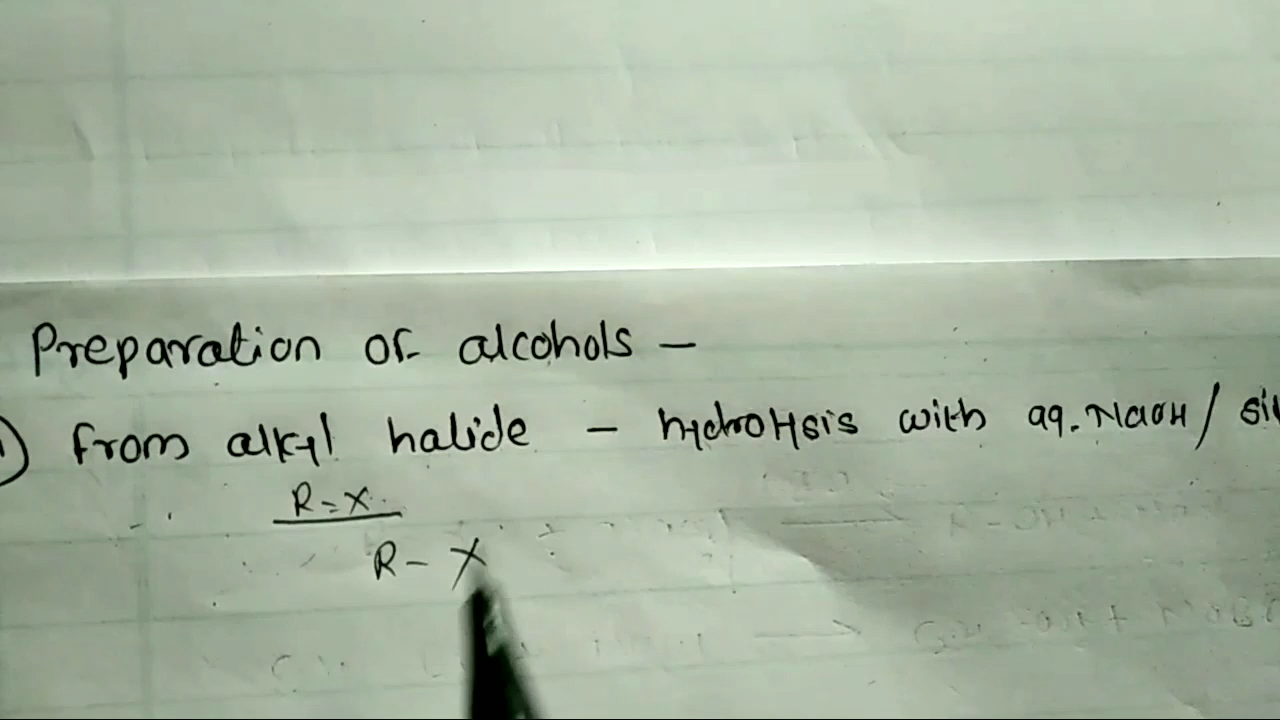 Preparation of alcohols -
) from alkyl halide - hydrolysis with aq. NaOH /
R-X
R- X